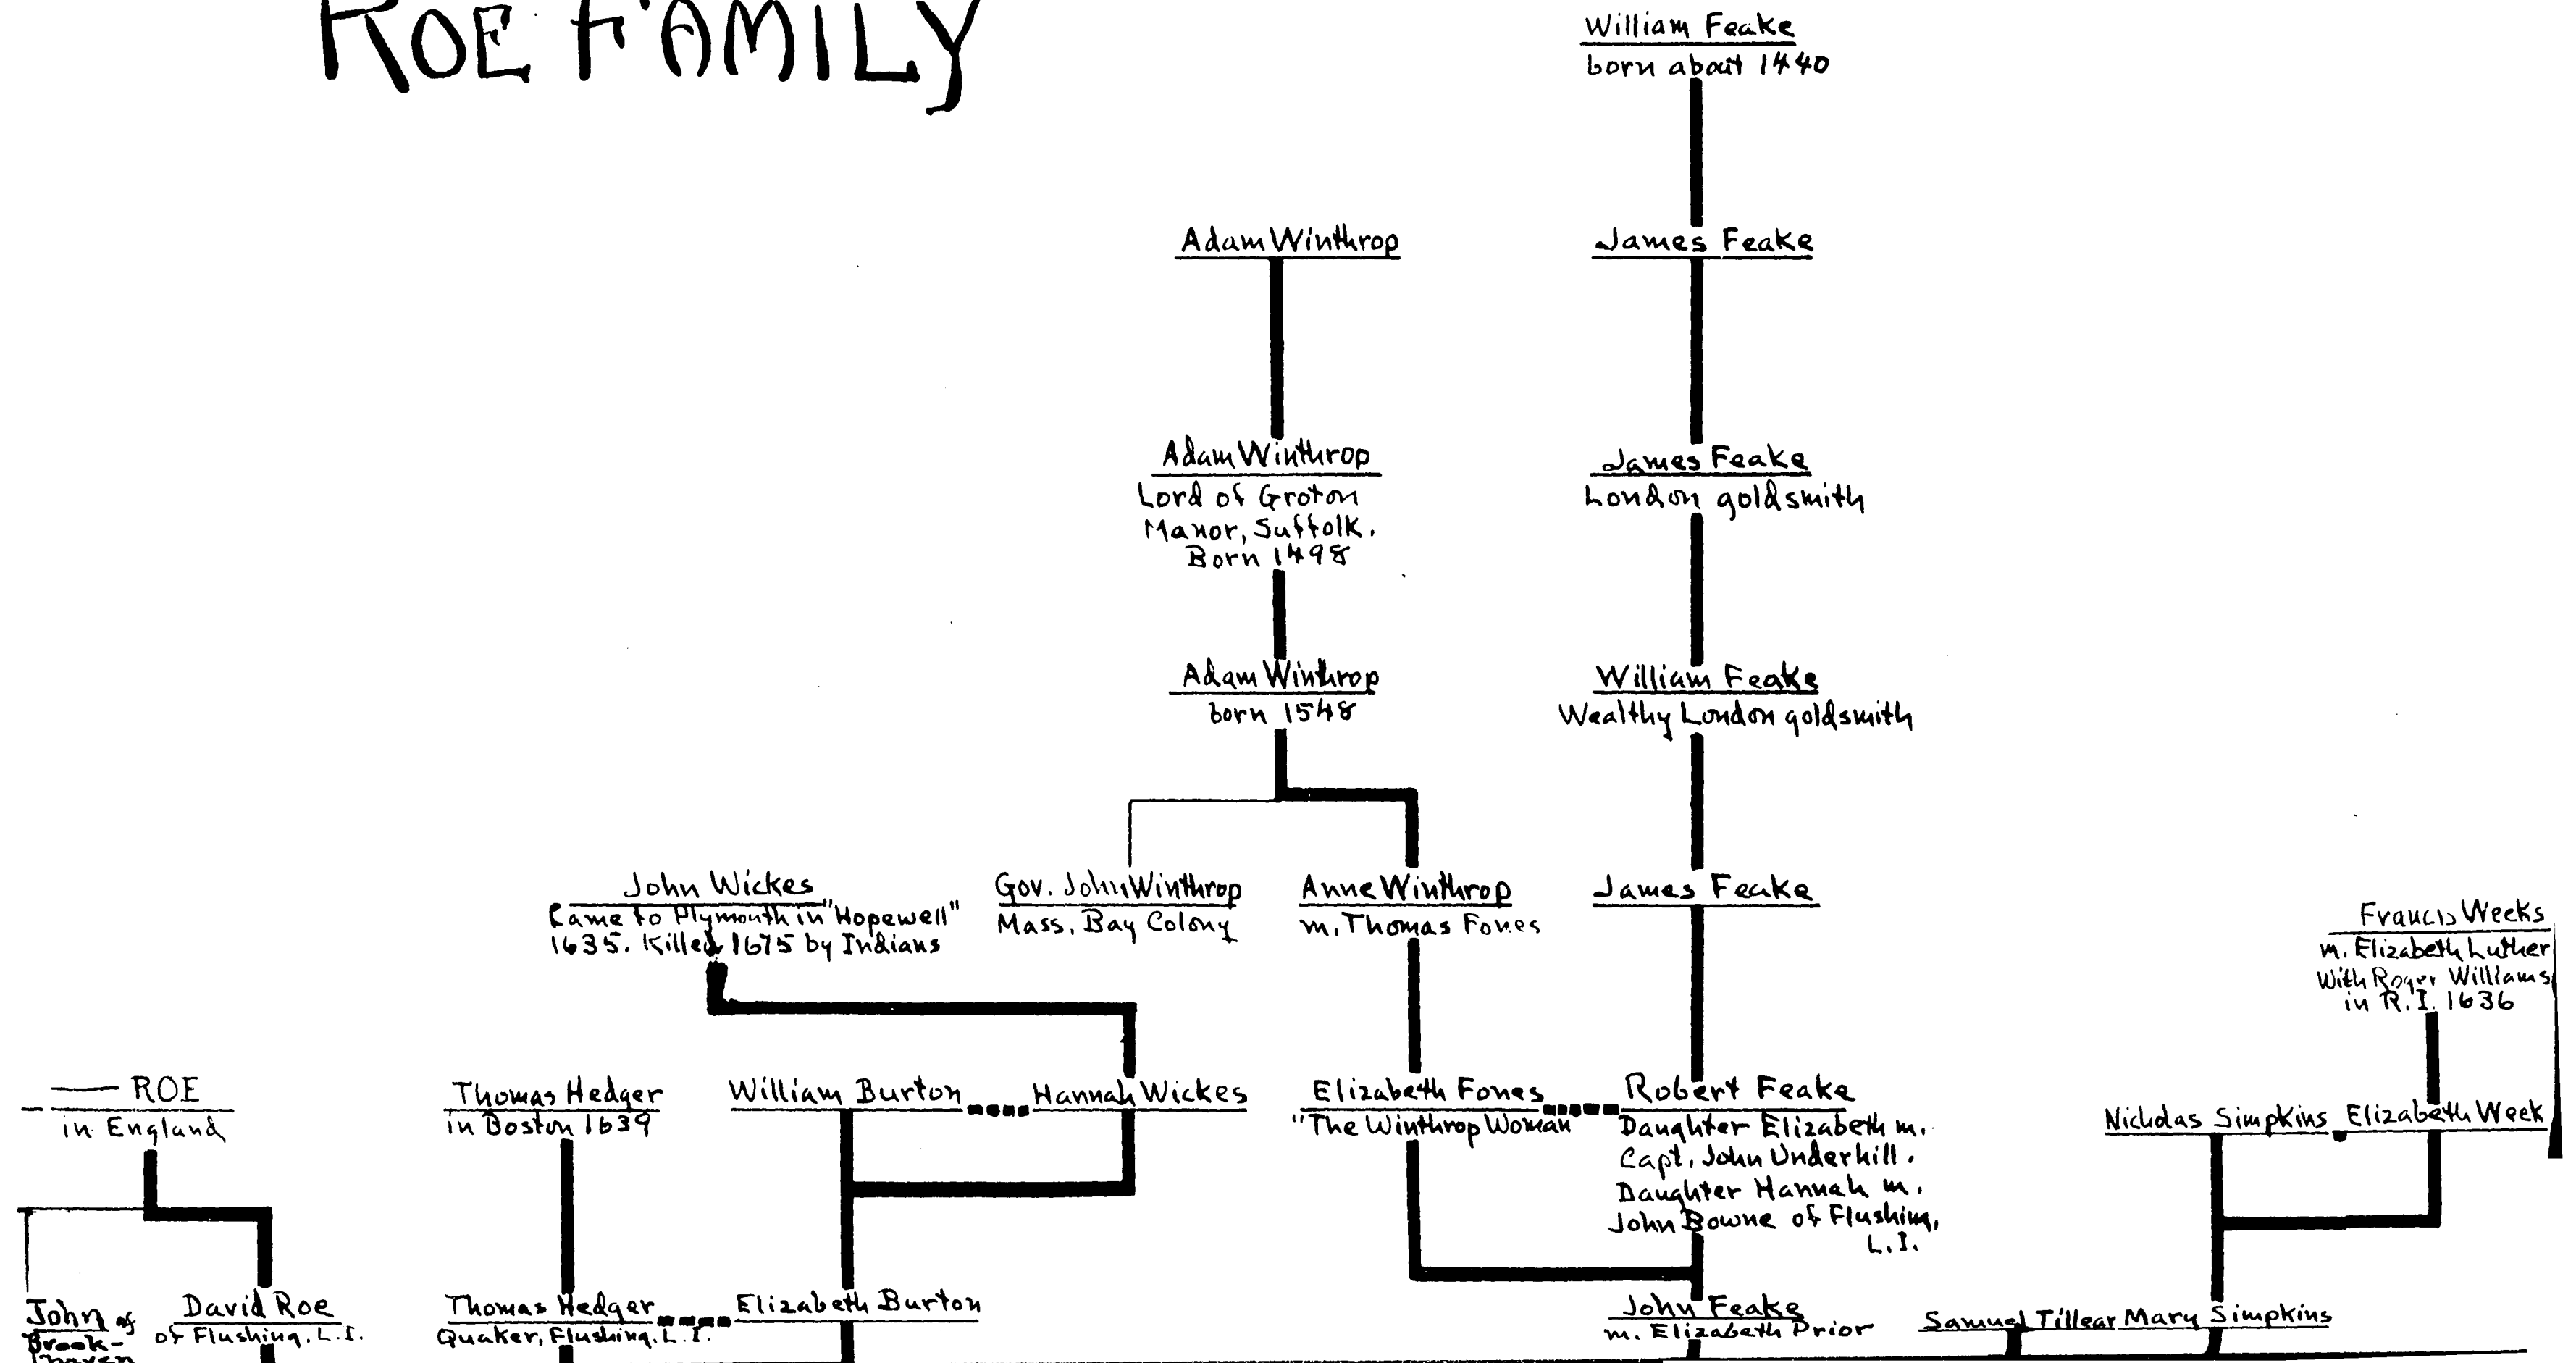 ROE FAMILY
William Feake
born about 1440
Adam Winthrop
James Feake
Adam Winthrop
Lord of Groton
Manor, Suffolk.
Born 1498
James Feake
London goldsmith
Adam Winthrop
born 1548
William Feake
Wealthy London goldsmith
John Wickes
Came to Plymouth in "Hopewell"
1635. Killed 1675 by Indians
Gov. John Winthrop
Mass. Bay Colony
Anne Winthrop
m. Thomas Fones
James Feake
Francis Weeks
m. Elizabeth Luther
With Roger Williams
in R.I. 1636
ROE
in England
Thomas Hedger
in Boston 1639
William Burton
Hannah Wickes
Elizabeth Fones
"The Winthrop Woman"
Robert Feake
Daughter Elizabeth m.
Capt. John Underhill.
Daughter Hannah m.
John Bowne of Flushing,
L.I.
Nicholas Simpkins
Elizabeth Week
John of
Brook-
haven
David Roe
of Flushing, L.I.
Thomas Hedger
Quaker, Flushing, L.I.
Elizabeth Burton
John Feake
m. Elizabeth Prior
Samuel Tillear
Mary Simpkins